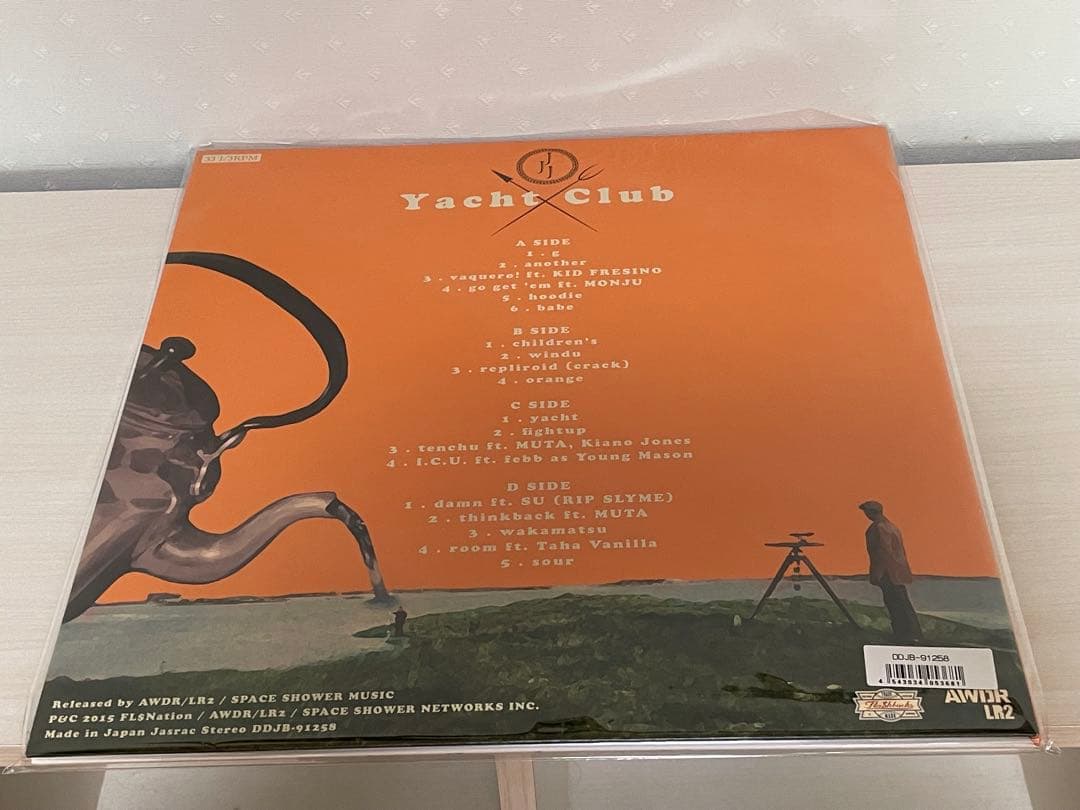 33 1/3RPM
JJJ
Yacht Club
A SIDE
1 . g
2 . another
3 . vaquero! ft. KID FRESINO
4 . go get 'em ft. MONJU
5 . hoodie
6 . babe
B SIDE
1 . children's
2 . windu
3 . repliroid (crack)
4 . orange
C SIDE
1 . yacht
2 . fightup
3 . tenchu ft. MUTA, Kiano Jones
4 . I.C.U. ft. febb as Young Mason
D SIDE
1 . damn ft. SU (RIP SLYME)
2 . thinkback ft. MUTA
3 . wakamatsu
4 . room ft. Taha Vanilla
5 . sour
DDJB-91258
Released by AWDR/LR2 / SPACE SHOWER MUSIC
P&C 2015 FL$Nation / AWDR/LR2 / SPACE SHOWER NETWORKS INC.
Made in Japan Jasrac Stereo DDJB-91258
Fla$hbacks
AWDR
LR2